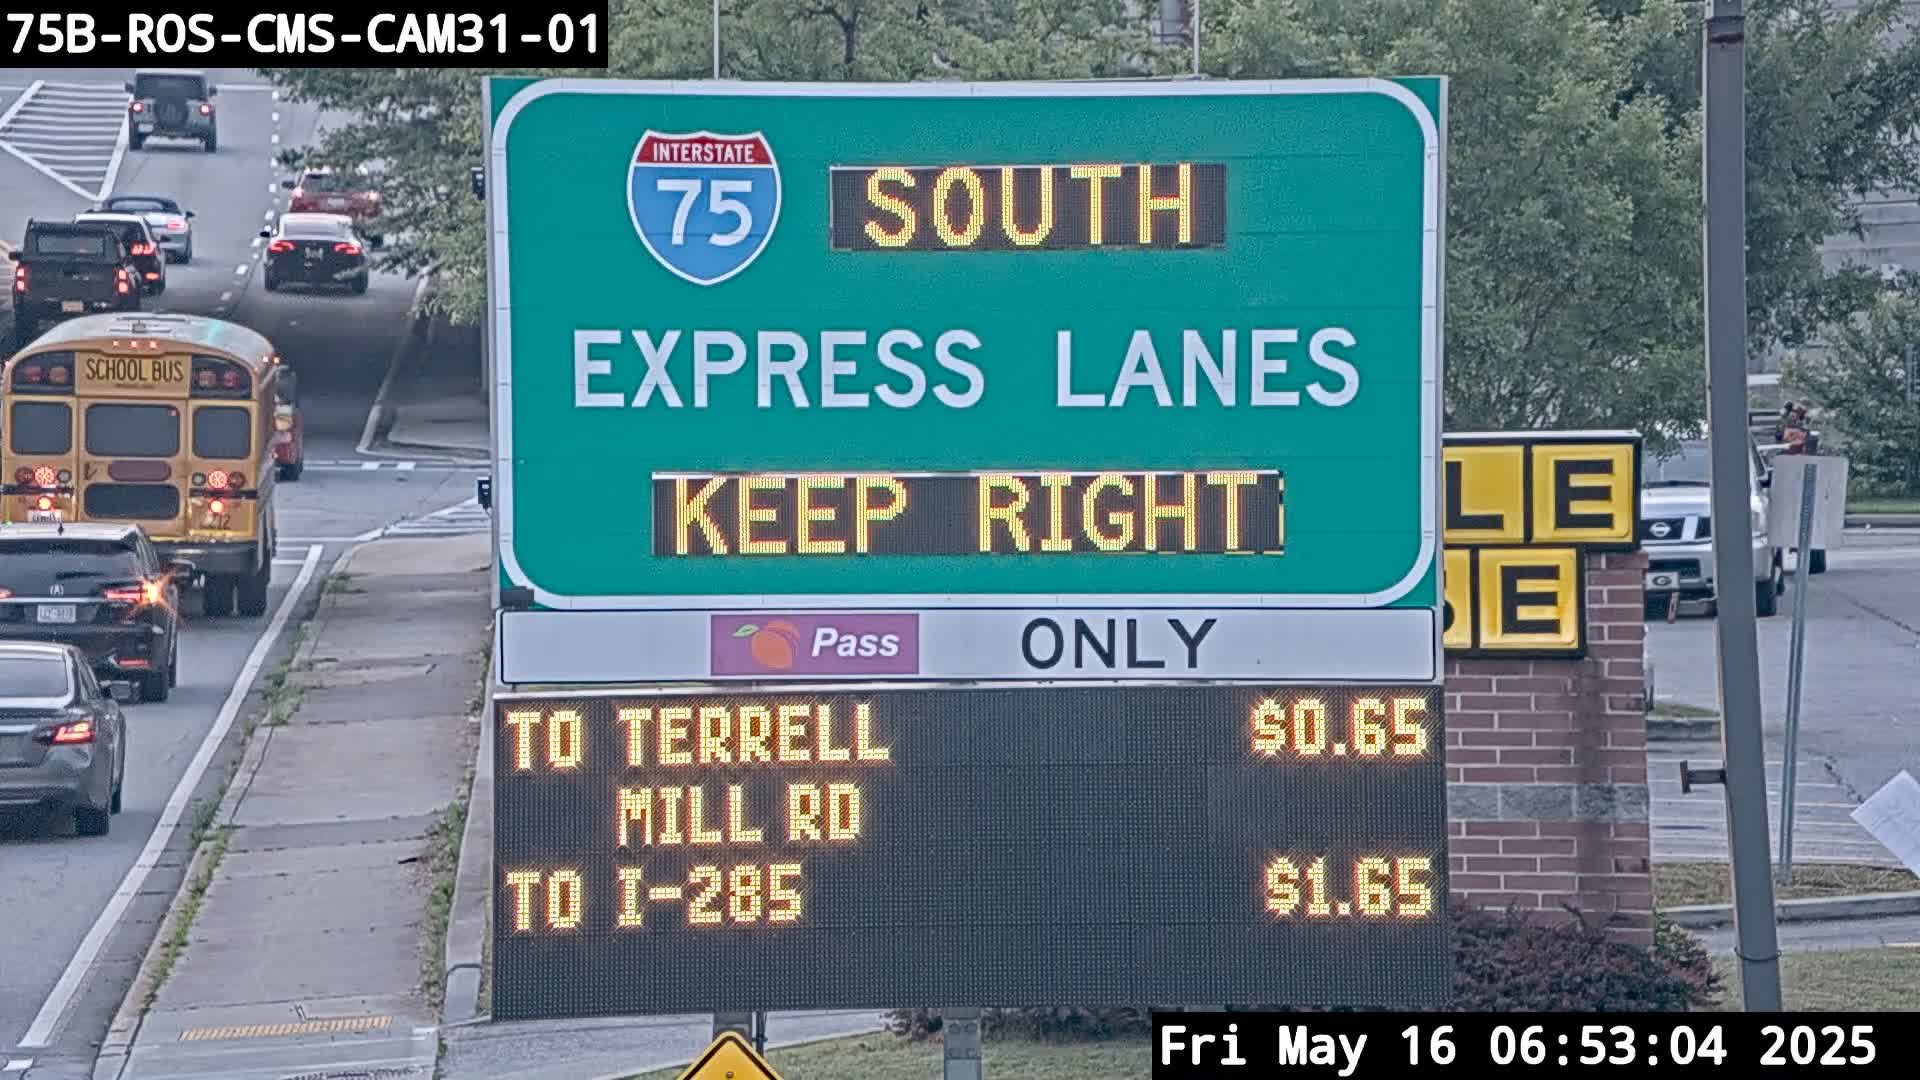 75B-ROS-CMS-CAM31-01
INTERSTATE
75
SOUTH
EXPRESS LANES
KEEP RIGHT
Pass ONLY
TO TERRELL $0.65
MILL RD
TO I-285 $1.65
SCHOOL BUS
LE
E
Fri May 16 06:53:04 2025